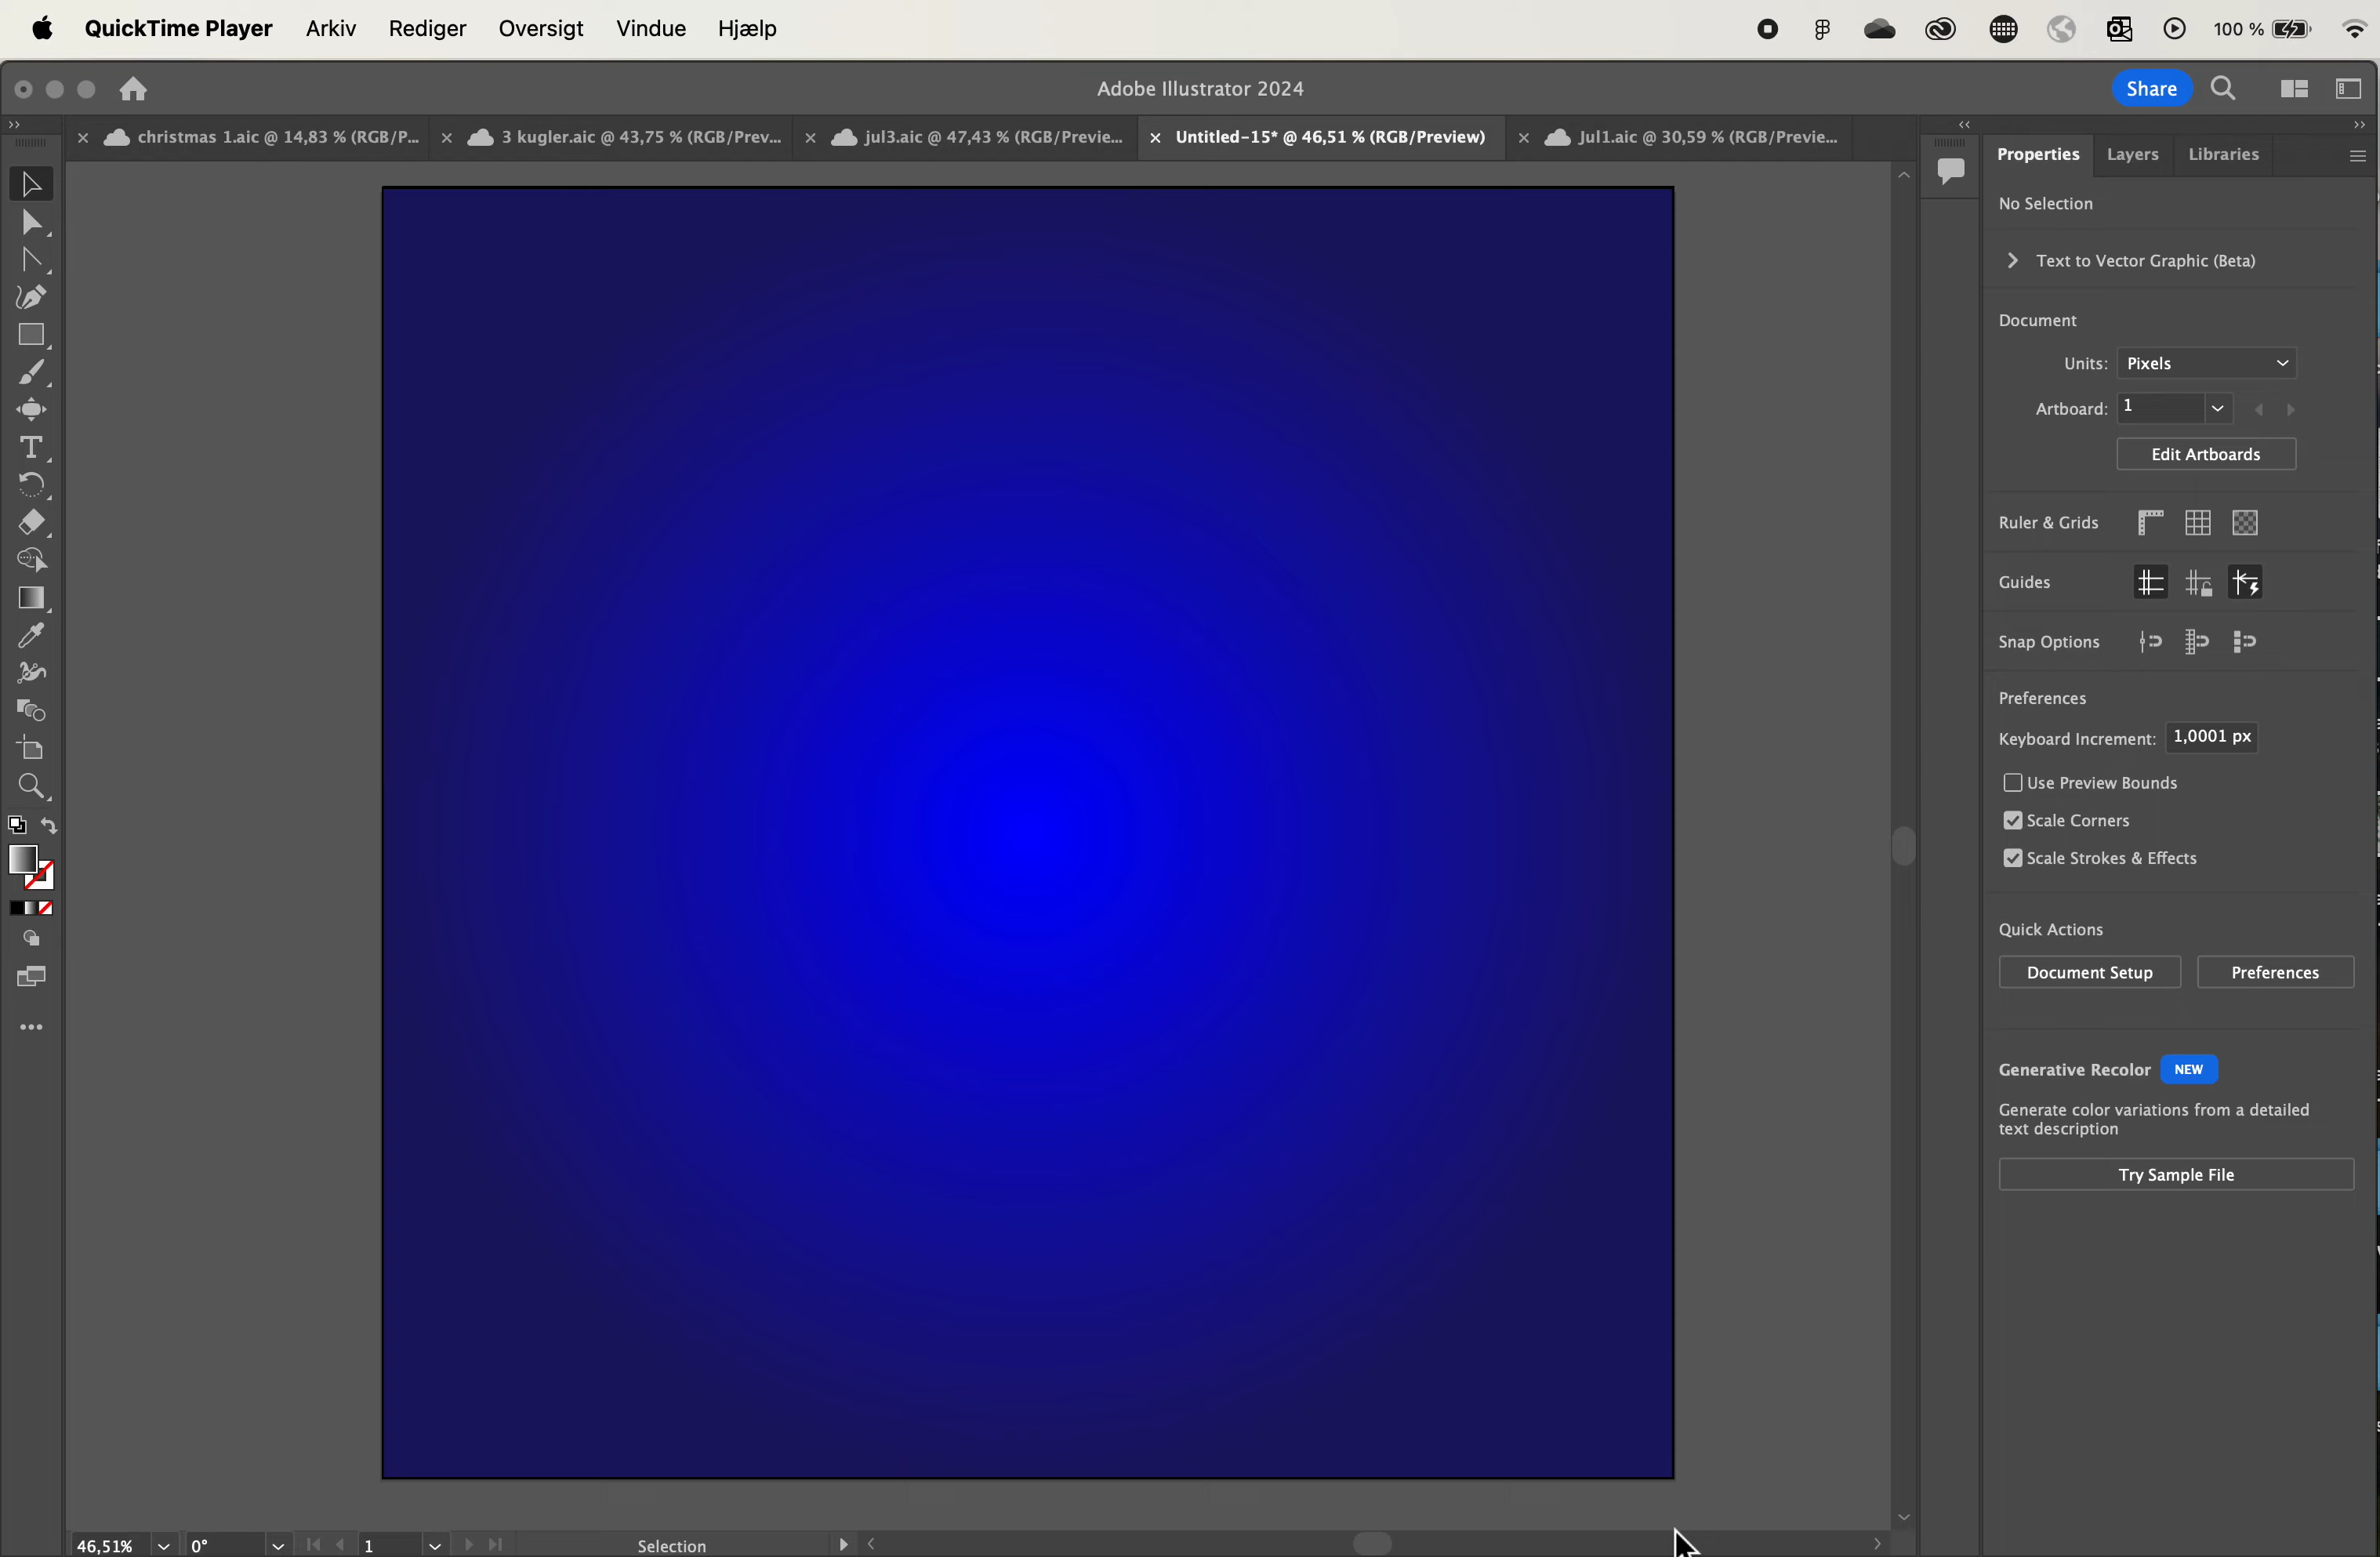 QuickTime Player Arkiv Rediger Oversigt Vindue Hjælp 100 %
Adobe Illustrator 2024 Share
christmas 1.aic @ 14,83 % (RGB/P... 3 kugler.aic @ 43,75 % (RGB/Prev... jul3.aic @ 47,43 % (RGB/Previe... Untitled-15* @ 46,51 % (RGB/Preview) Jul1.aic @ 30,59 % (RGB/Previe...
Properties Layers Libraries
No Selection
Text to Vector Graphic (Beta)
Document
Units: Pixels
Artboard: 1
Edit Artboards
Ruler & Grids
Guides
Snap Options
Preferences
Keyboard Increment: 1,0001 px
Use Preview Bounds
Scale Corners
Scale Strokes & Effects
Quick Actions
Document Setup Preferences
Generative Recolor NEW
Generate color variations from a detailed
text description
Try Sample File
46,51% 0° 1 Selection